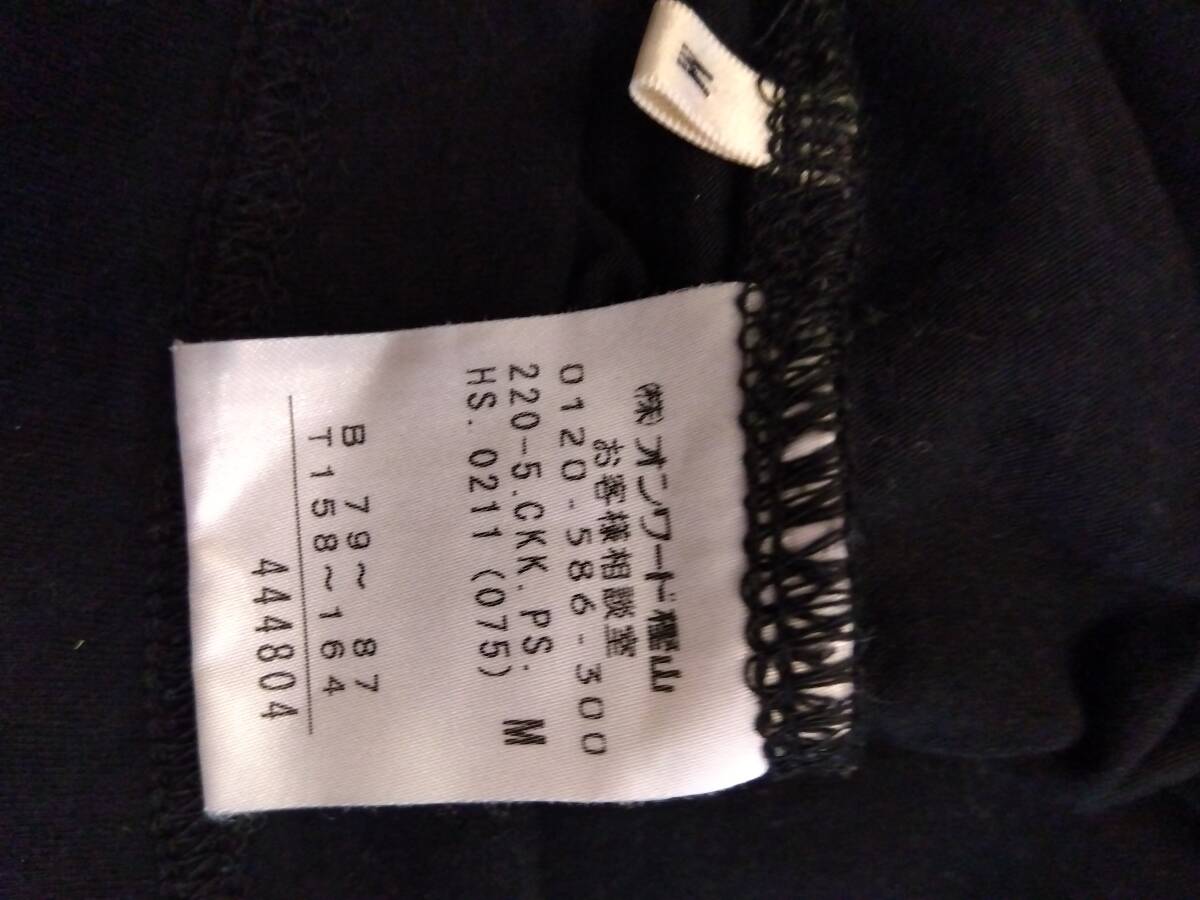 M
㈱オンワード樫山
お客様相談室
0120-586-300
220-5.CKK.PS. M
HS.0211(075)
B 79~ 87
T158~164
444804